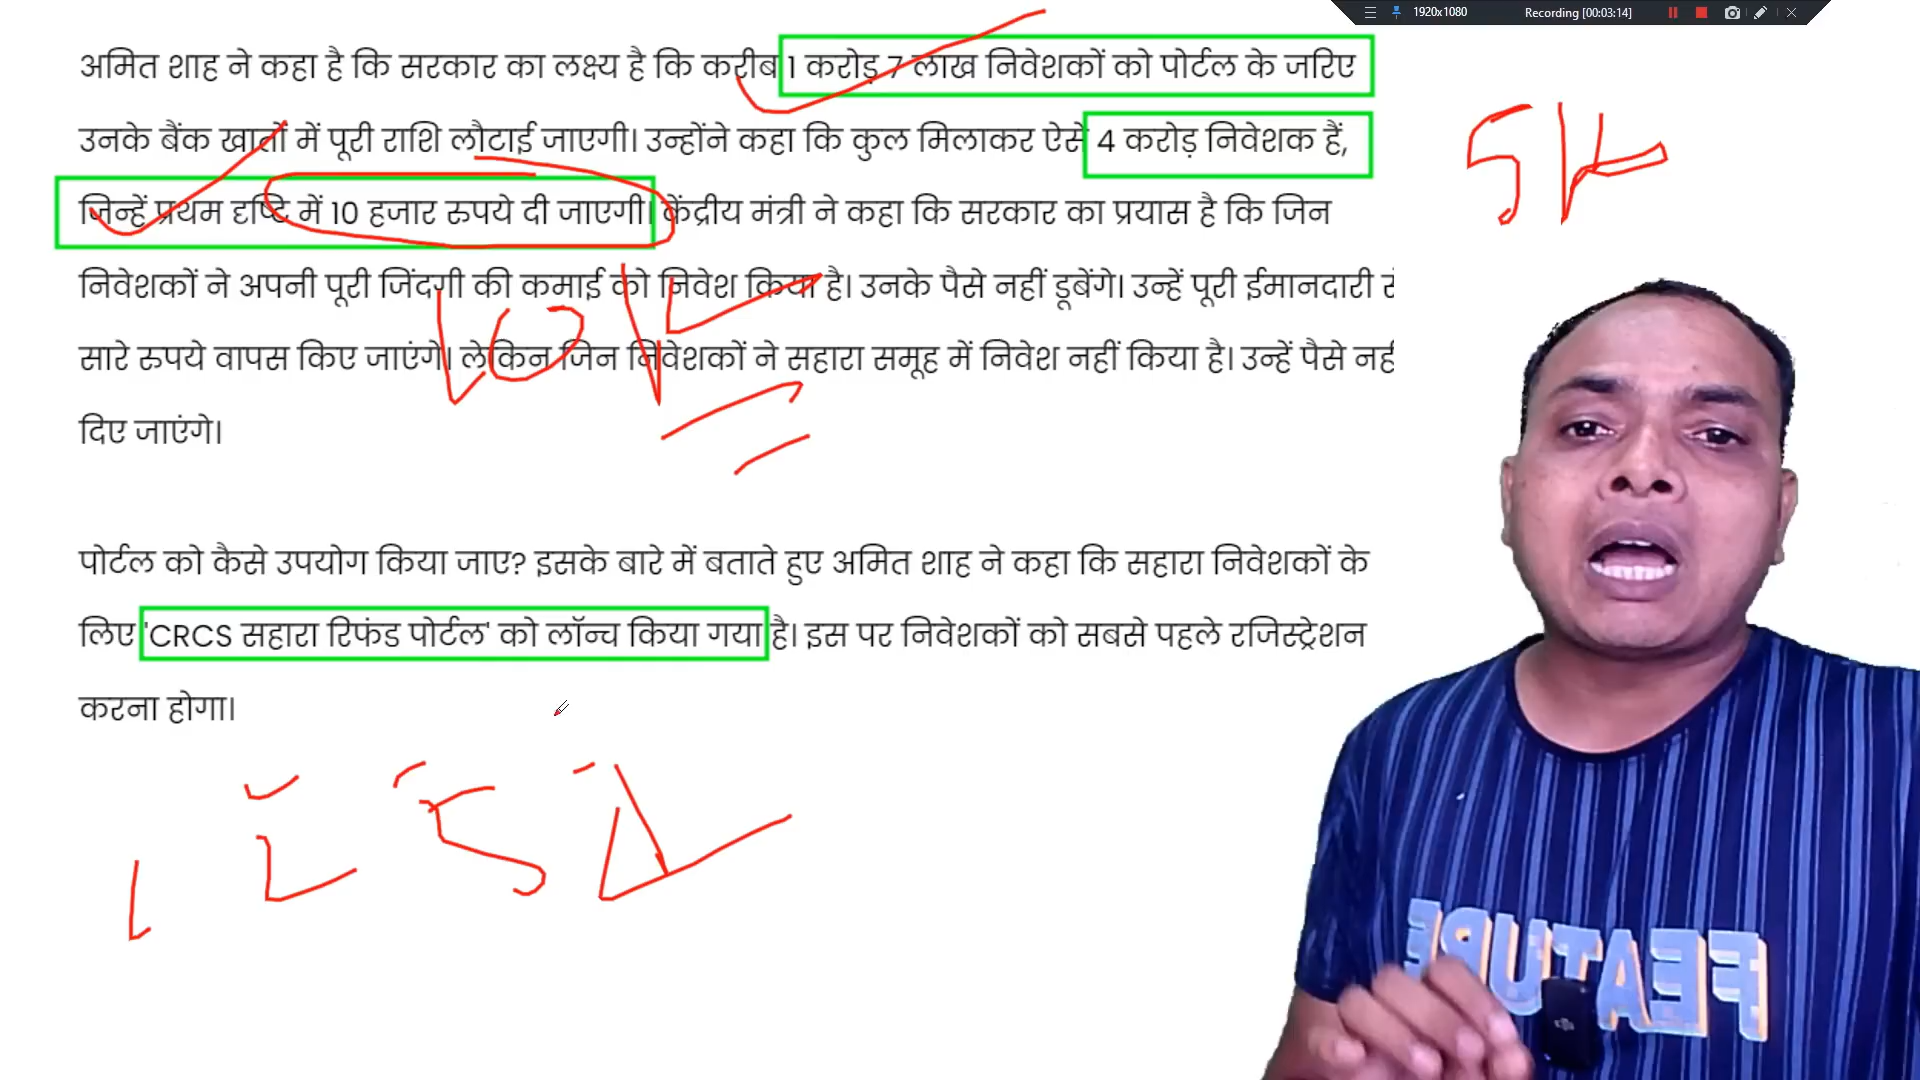 1920x1080 Recording [00:03:14]
अमित शाह ने कहा है कि सरकार का लक्ष्य है कि करीब 1 करोड़ 7 लाख निवेशकों को पोर्टल के जरिए
उनके बैंक खातों में पूरी राशि लौटाई जाएगी। उन्होंने कहा कि कुल मिलाकर ऐसे 4 करोड़ निवेशक हैं,
जिन्हें प्रथम दृष्टि में 10 हजार रुपये दी जाएगी। केंद्रीय मंत्री ने कहा कि सरकार का प्रयास है कि जिन
निवेशकों ने अपनी पूरी जिंदगी की कमाई को निवेश किया है। उनके पैसे नहीं डूबेंगे। उन्हें पूरी ईमानदारी
सारे रुपये वापस किए जाएंगे। लेकिन जिन निवेशकों ने सहारा समूह में निवेश नहीं किया है। उन्हें पैसे
दिए जाएंगे।
पोर्टल को कैसे उपयोग किया जाए? इसके बारे में बताते हुए अमित शाह ने कहा कि सहारा निवेशकों के
लिए 'CRCS सहारा रिफंड पोर्टल' को लॉन्च किया गया है। इस पर निवेशकों को सबसे पहले रजिस्ट्रेशन
करना होगा।
5K
10K
FEATURE